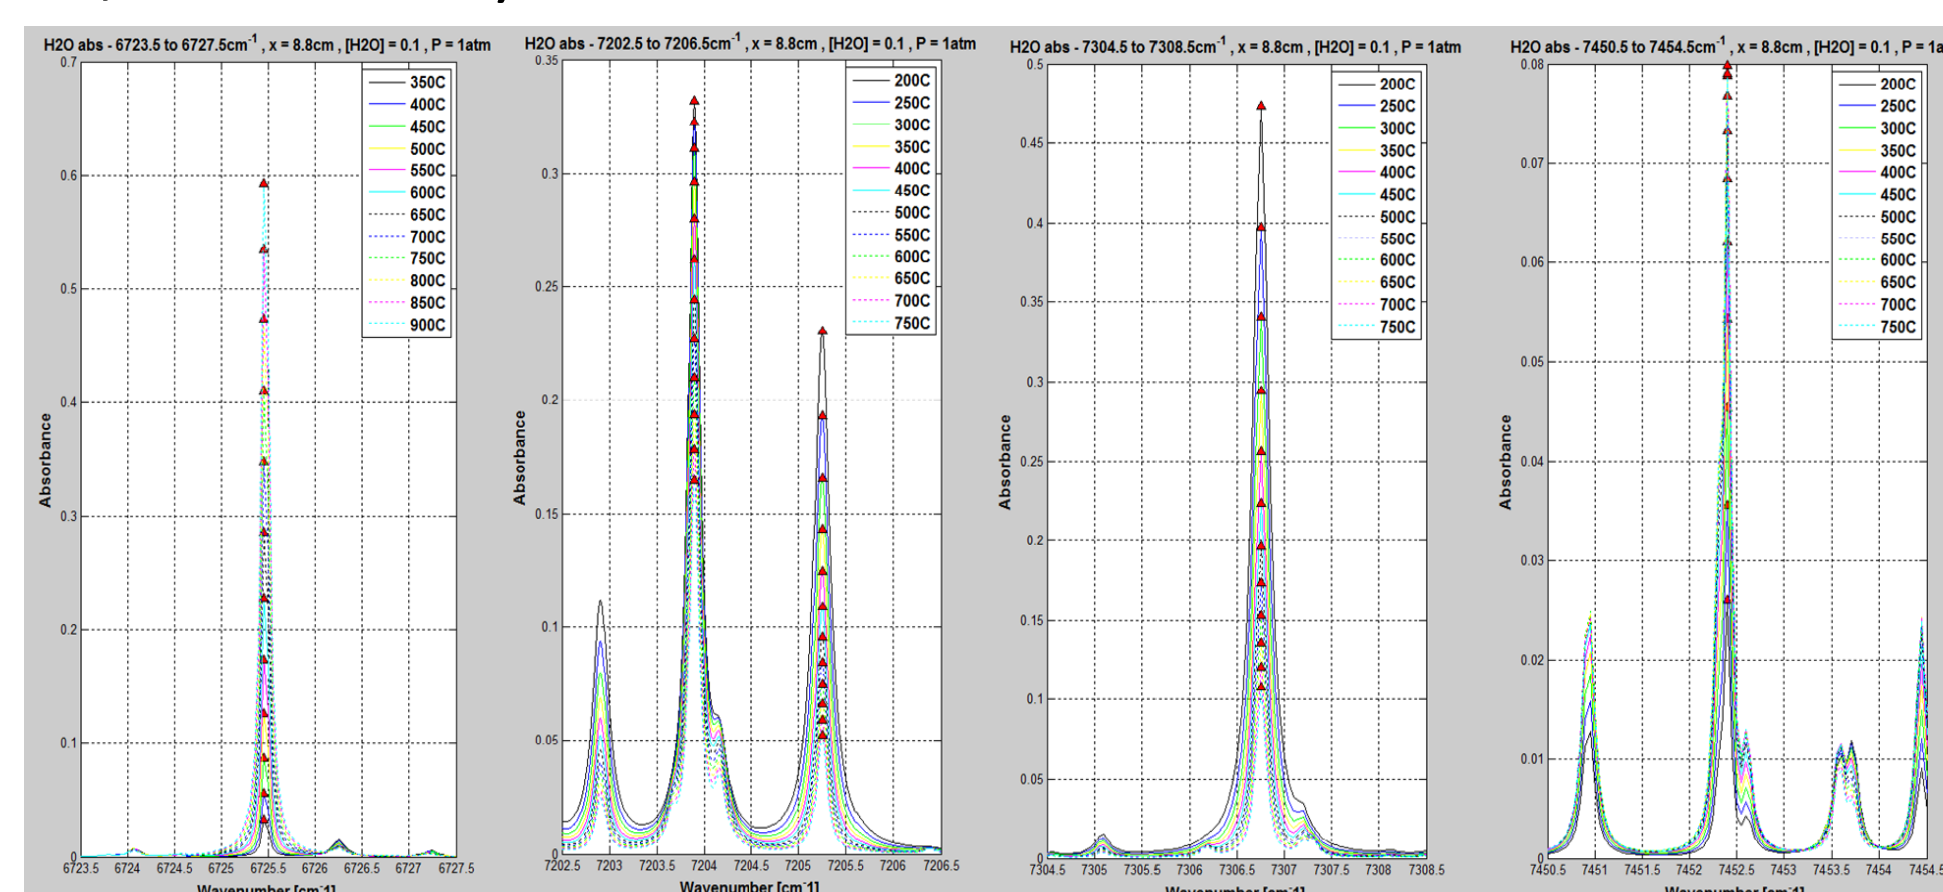 H2O abs - 6723.5 to 6727.5cm-1 , x = 8.8cm , [H2O] = 0.1 , P = 1atm
0.7
0.6
0.5
0.4
0.3
0.2
0.1
0
Absorbance
350C
400C
450C
500C
550C
600C
650C
700C
750C
800C
850C
900C
6723.5 6724 6724.5 6725 6725.5 6726 6726.5 6727 6727.5
Wavenumber [cm-1]
H2O abs - 7202.5 to 7206.5cm-1 , x = 8.8cm , [H2O] = 0.1 , P = 1atm
0.35
0.3
0.25
0.2
0.15
0.1
0.05
0
Absorbance
200C
250C
300C
350C
400C
450C
500C
550C
600C
650C
700C
750C
7202.5 7203 7203.5 7204 7204.5 7205 7205.5 7206 7206.5
Wavenumber [cm-1]
H2O abs - 7304.5 to 7308.5cm-1 , x = 8.8cm , [H2O] = 0.1 , P = 1atm
0.5
0.45
0.4
0.35
0.3
0.25
0.2
0.15
0.1
0.05
0
Absorbance
200C
250C
300C
350C
400C
450C
500C
550C
600C
650C
700C
750C
7304.5 7305 7305.5 7306 7306.5 7307 7307.5 7308 7308.5
Wavenumber [cm-1]
H2O abs - 7450.5 to 7454.5cm-1 , x = 8.8cm , [H2O] = 0.1 , P = 1a
0.08
0.07
0.06
0.05
0.04
0.03
0.02
0.01
0
Absorbance
200C
250C
300C
350C
400C
450C
500C
550C
600C
650C
700C
750C
7450.5 7451 7451.5 7452 7452.5 7453 7453.5 7454 7454.5
Wavenumber [cm-1]